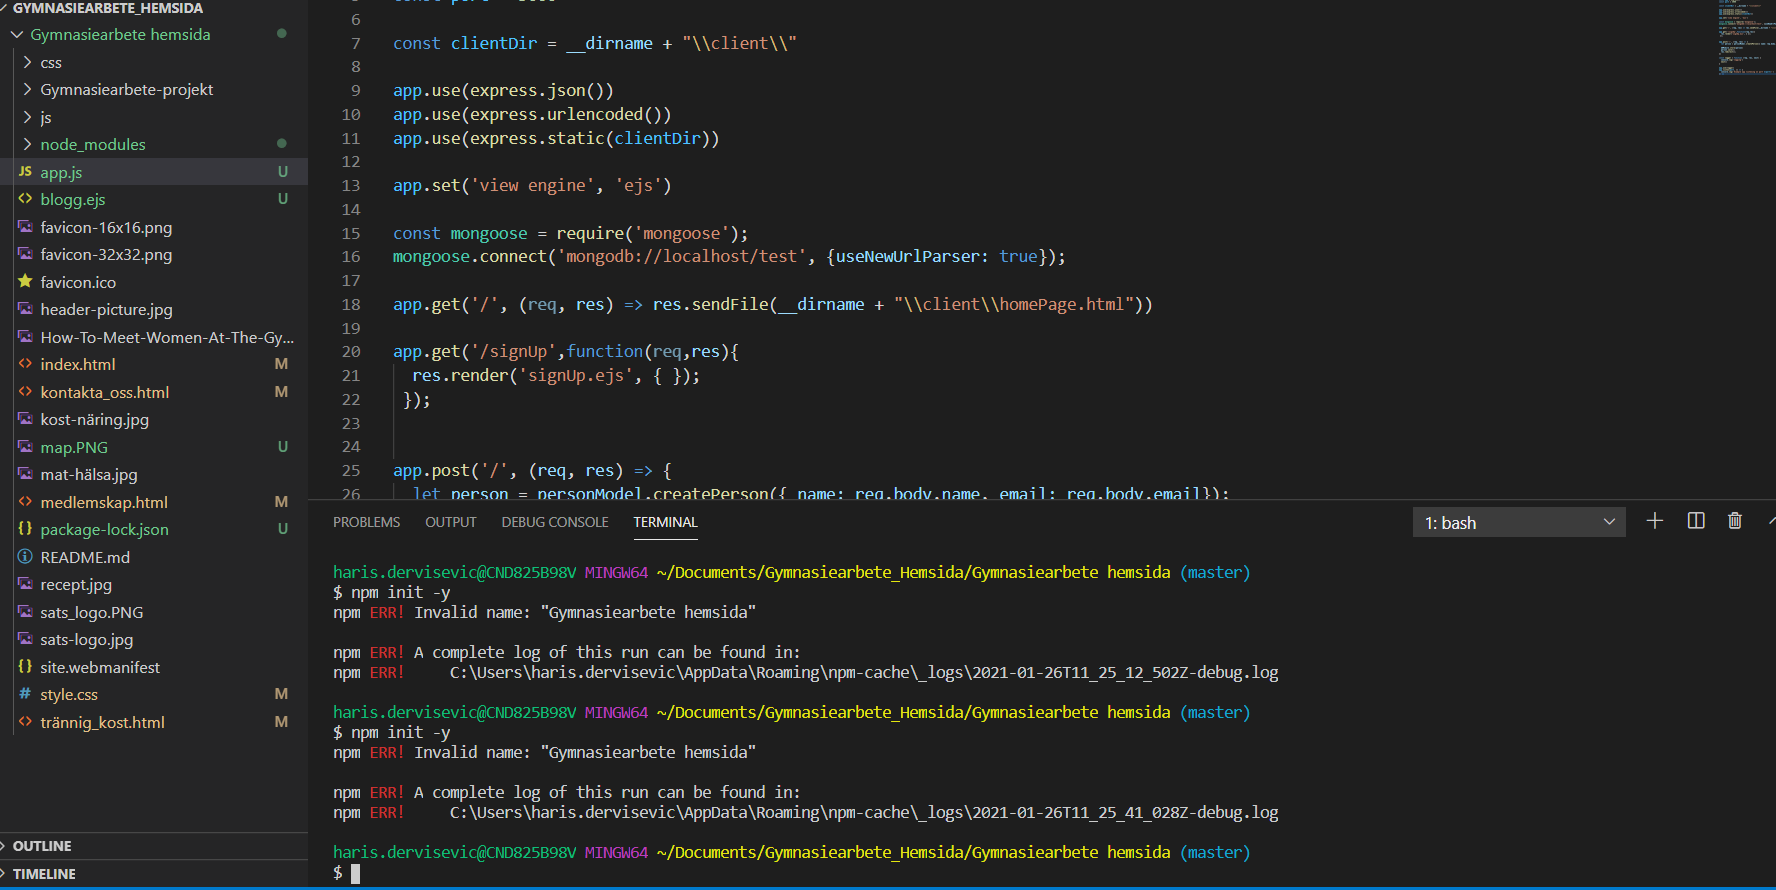 GYMNASIEARBETE_HEMSIDA
Gymnasiearbete hemsida
css
Gymnasiearbete-projekt
js
node_modules
JS app.js U
blogg.ejs U
favicon-16x16.png
favicon-32x32.png
favicon.ico
header-picture.jpg
How-To-Meet-Women-At-The-Gy...
index.html M
kontakta_oss.html M
kost-näring.jpg
map.PNG U
mat-hälsa.jpg
medlemskap.html M
package-lock.json U
README.md
recept.jpg
sats_logo.PNG
sats-logo.jpg
site.webmanifest
style.css M
trännig_kost.html M
OUTLINE
TIMELINE
6
7 const clientDir = __dirname + "\\client\\"
8
9 app.use(express.json())
10 app.use(express.urlencoded())
11 app.use(express.static(clientDir))
12
13 app.set('view engine', 'ejs')
14
15 const mongoose = require('mongoose');
16 mongoose.connect('mongodb://localhost/test', {useNewUrlParser: true});
17
18 app.get('/', (req, res) => res.sendFile(__dirname + "\\client\\homePage.html"))
19
20 app.get('/signUp',function(req,res){
21 res.render('signUp.ejs', { });
22 });
23
24
25 app.post('/', (req, res) => {
26 let person = personModel.createPerson({ name: req.body.name, email: req.body.email});
PROBLEMS OUTPUT DEBUG CONSOLE TERMINAL 1: bash
haris.dervisevic@CND825B98V MINGW64 ~/Documents/Gymnasiearbete_Hemsida/Gymnasiearbete hemsida (master)
$ npm init -y
npm ERR! Invalid name: "Gymnasiearbete hemsida"
npm ERR! A complete log of this run can be found in:
npm ERR!     C:\Users\haris.dervisevic\AppData\Roaming\npm-cache\_logs\2021-01-26T11_25_12_502Z-debug.log
haris.dervisevic@CND825B98V MINGW64 ~/Documents/Gymnasiearbete_Hemsida/Gymnasiearbete hemsida (master)
$ npm init -y
npm ERR! Invalid name: "Gymnasiearbete hemsida"
npm ERR! A complete log of this run can be found in:
npm ERR!     C:\Users\haris.dervisevic\AppData\Roaming\npm-cache\_logs\2021-01-26T11_25_41_028Z-debug.log
haris.dervisevic@CND825B98V MINGW64 ~/Documents/Gymnasiearbete_Hemsida/Gymnasiearbete hemsida (master)
$